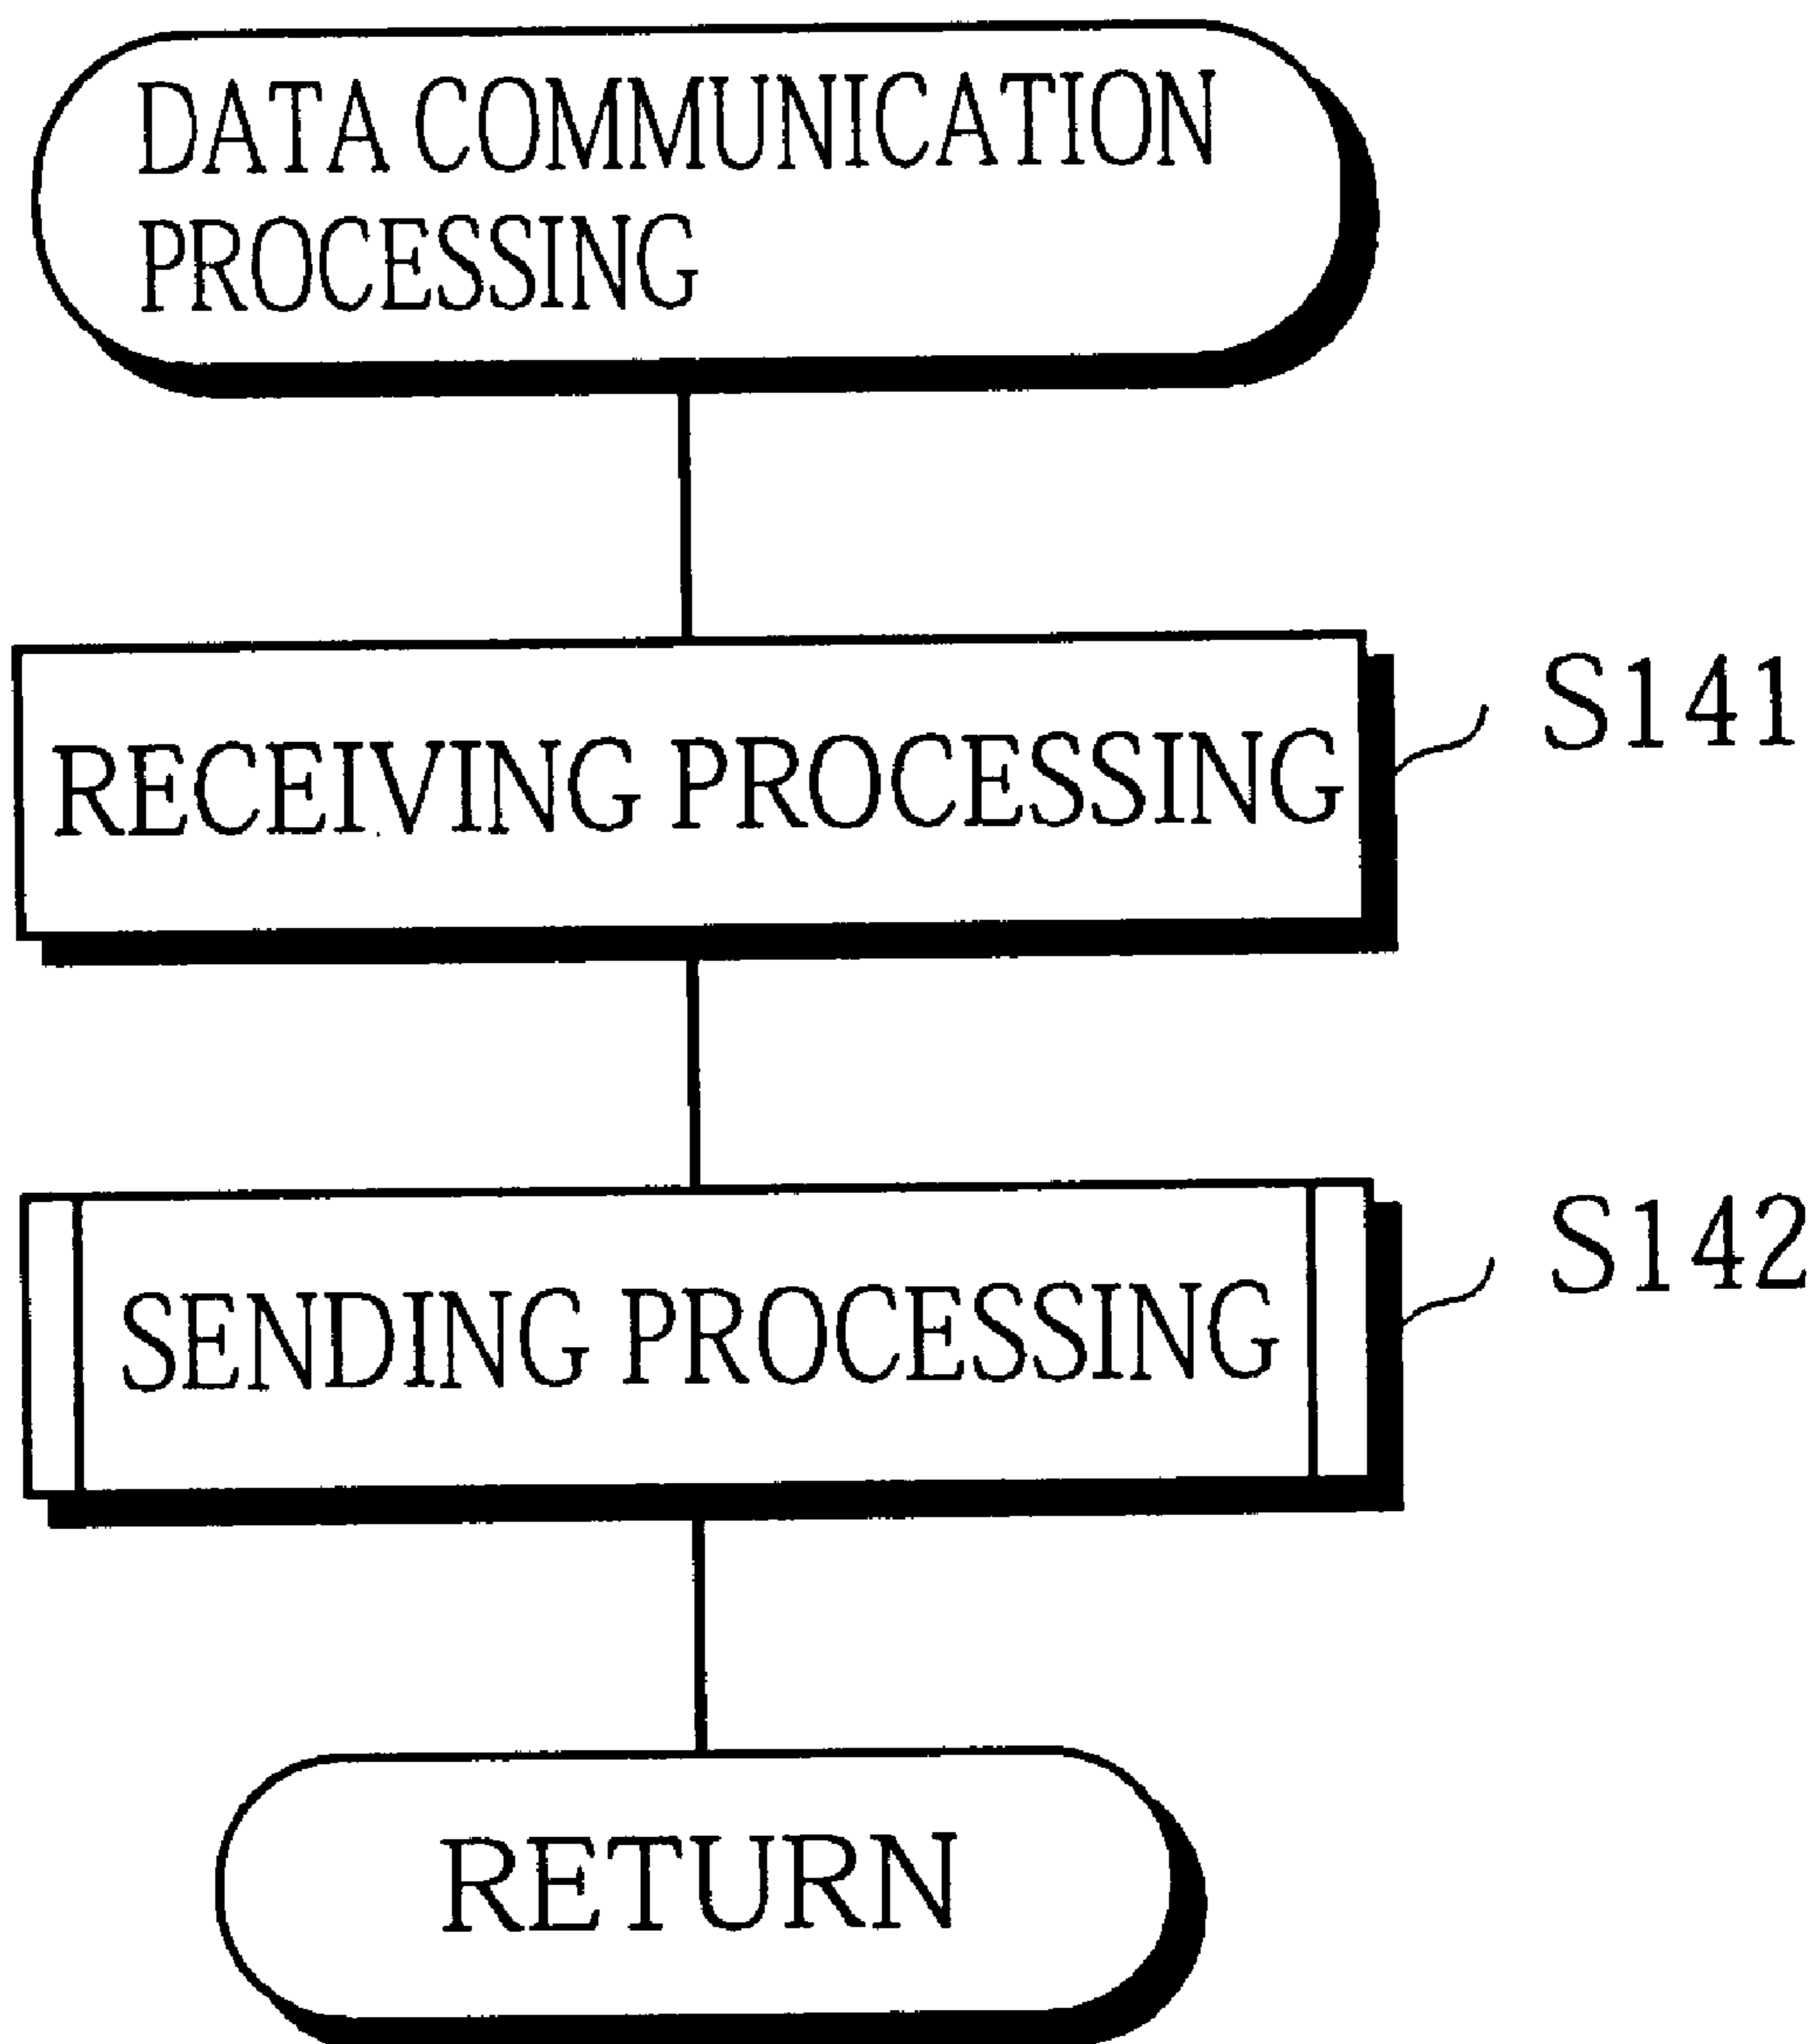 DATA COMMUNICATION
PROCESSING
RECEIVING PROCESSING
S141
SENDING PROCESSING
S142
RETURN